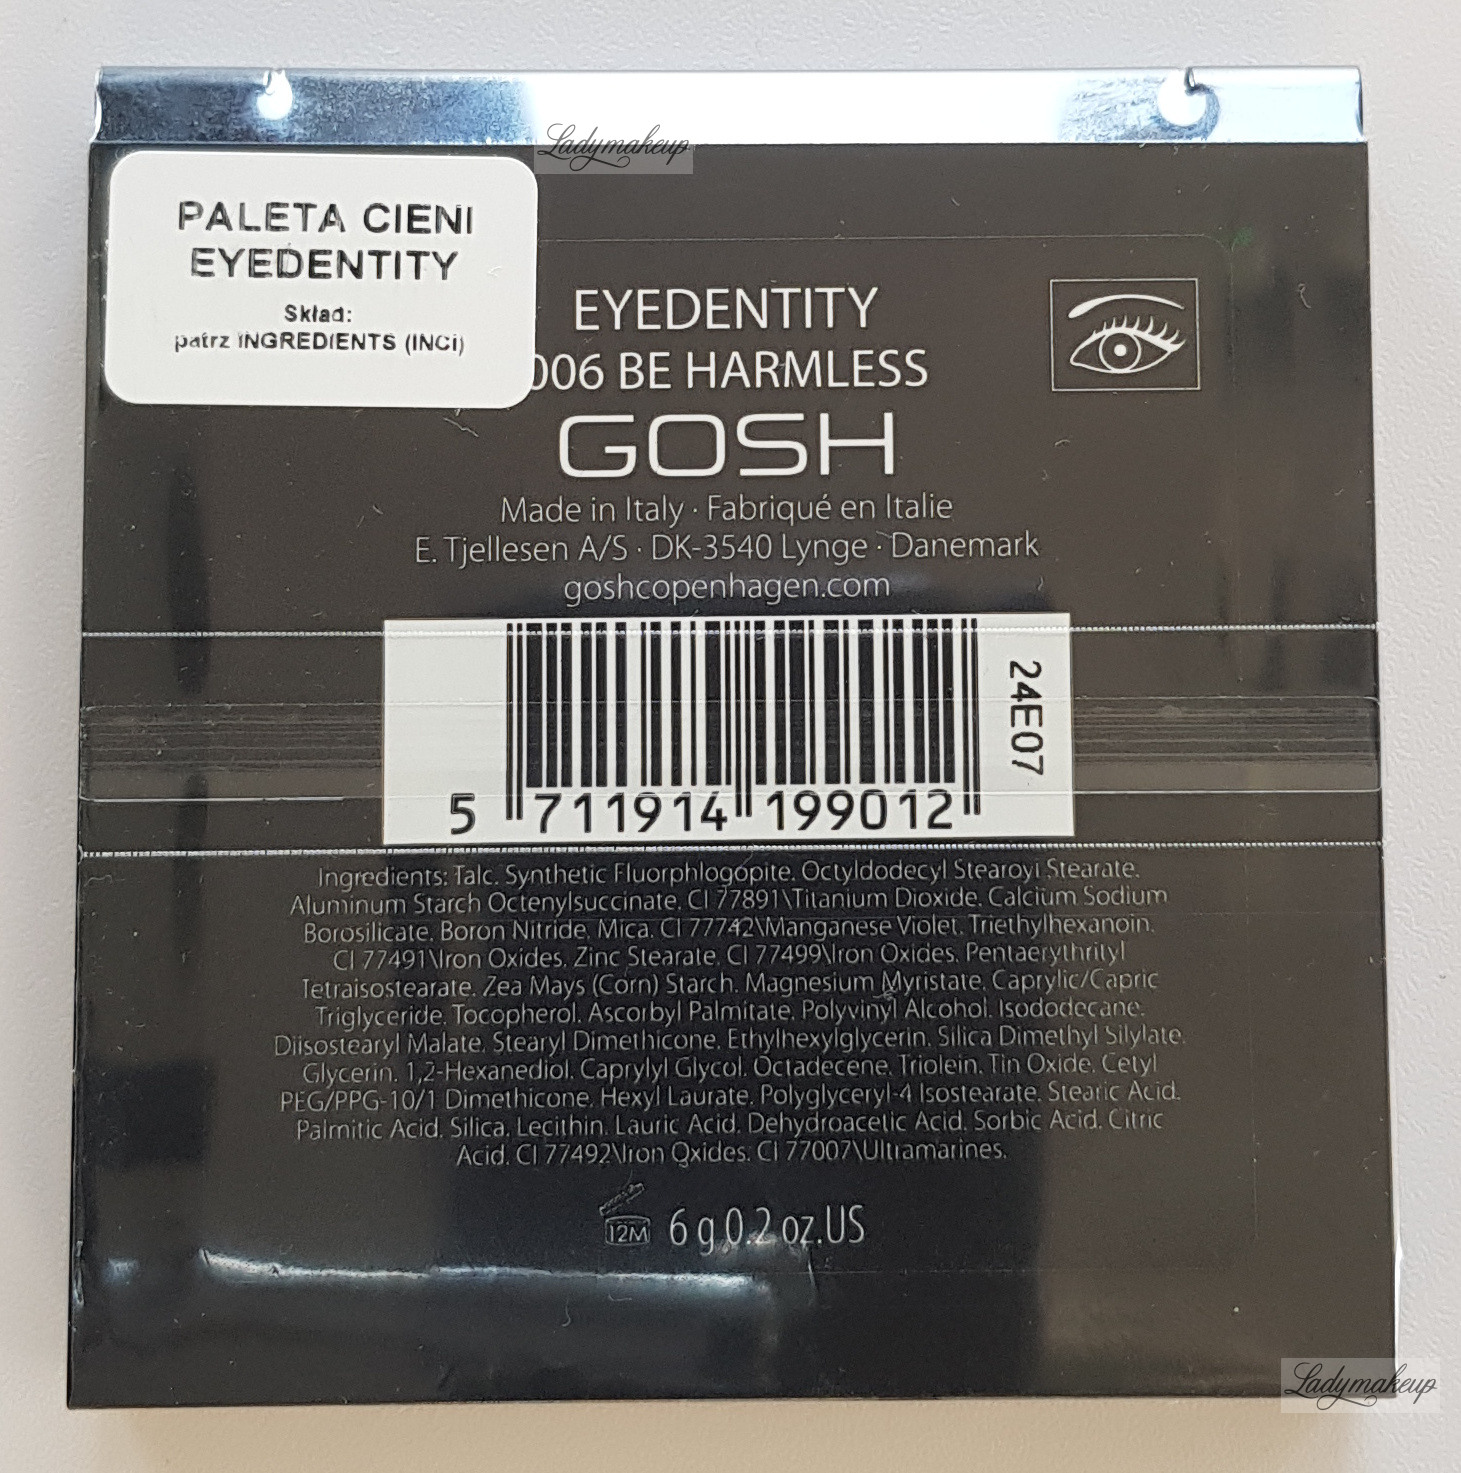 Ladymakeup
PALETA CIENI
EYEDENTITY
Skład:
patrz INGREDIENTS (INCI)
EYEDENTITY
006 BE HARMLESS
GOSH
Made in Italy · Fabriqué en Italie
E. Tjellesen A/S · DK-3540 Lynge · Danemark
goshcopenhagen.com
24E07
5 711914 199012
Ingredients: Talc. Synthetic Fluorphlogopite. Octyldodecyl Stearoyl Stearate.
Aluminum Starch Octenylsuccinate. CI 77891\Titanium Dioxide. Calcium Sodium
Borosilicate. Boron Nitride. Mica. CI 77742\Manganese Violet. Triethylhexanoin.
CI 77491\Iron Oxides. Zinc Stearate. CI 77499\Iron Oxides. Pentaerythrityl
Tetraisostearate. Zea Mays (Corn) Starch. Magnesium Myristate. Caprylic/Capric
Triglyceride. Tocopherol. Ascorbyl Palmitate. Polyvinyl Alcohol. Isododecane.
Diisostearyl Malate. Stearyl Dimethicone. Ethylhexylglycerin. Silica Dimethyl Silylate.
Glycerin. 1,2-Hexanediol. Caprylyl Glycol. Octadecene. Triolein. Tin Oxide. Cetyl
PEG/PPG-10/1 Dimethicone. Hexyl Laurate. Polyglyceryl-4 Isostearate. Stearic Acid.
Palmitic Acid. Silica. Lecithin. Lauric Acid. Dehydroacetic Acid. Sorbic Acid. Citric
Acid. CI 77492\Iron Oxides. CI 77007\Ultramarines.
12M 6 g 0.2 oz.US
Ladymakeup